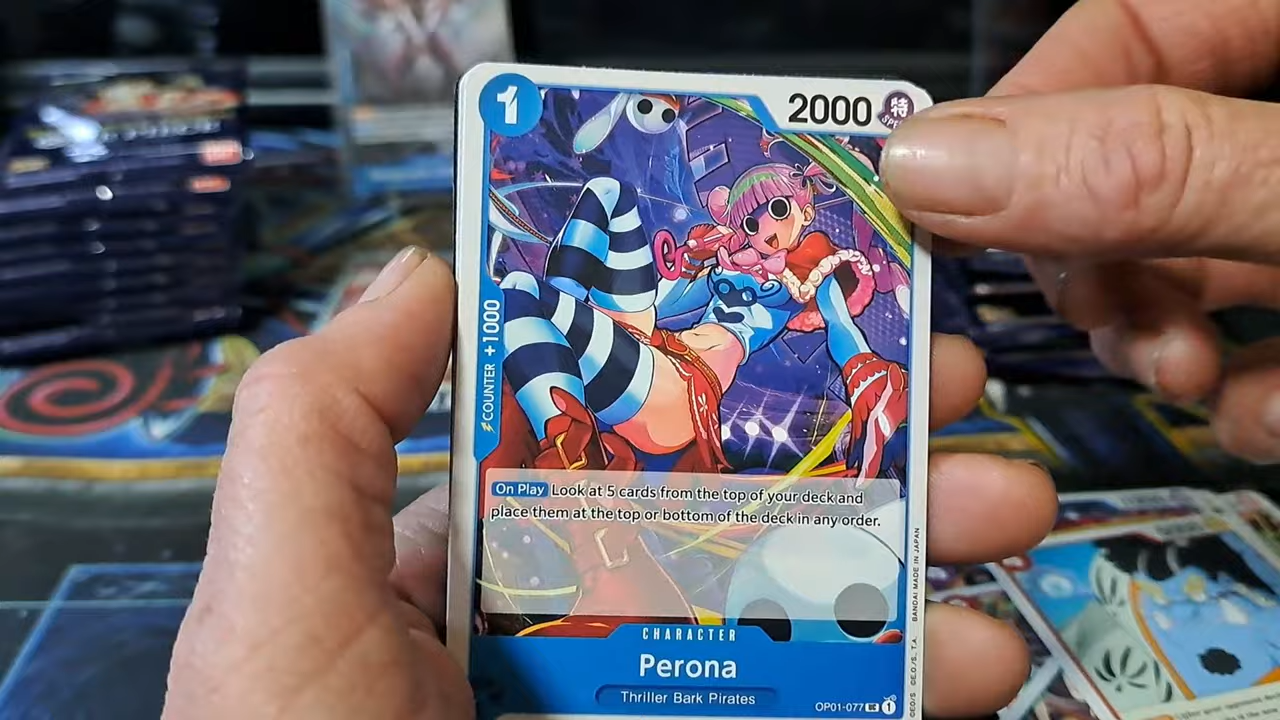 1
2000
特
COUNTER +1000
On Play Look at 5 cards from the top of your deck and
place them at the top or bottom of the deck in any order.
CHARACTER
Perona
Thriller Bark Pirates
OP01-077 UC 1
BANDAI MADE IN JAPAN